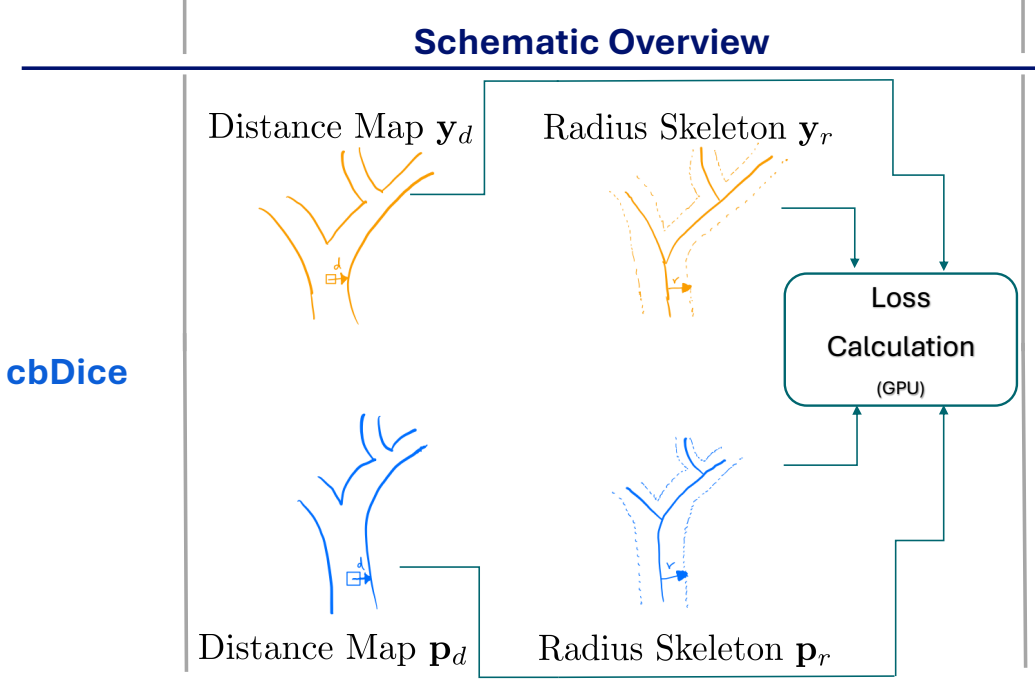 Schematic Overview
Distance Map y_d
Radius Skeleton y_r
d
r
Loss
Calculation
(GPU)
cbDice
d
r
Distance Map p_d
Radius Skeleton p_r